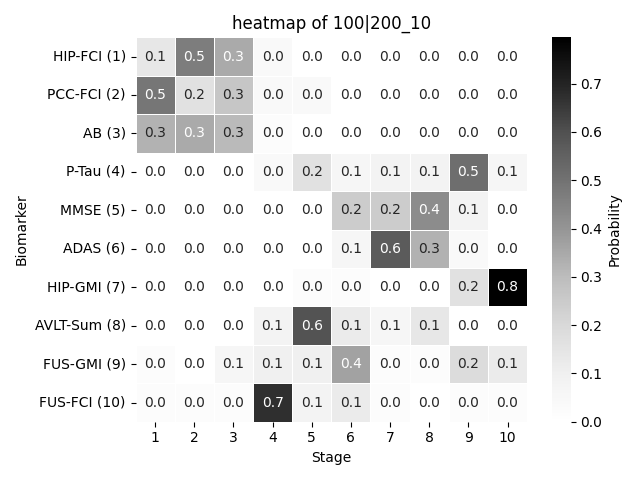 heatmap of 100|200_10
HIP-FCI (1) 0.1 0.5 0.3 0.0 0.0 0.0 0.0 0.0 0.0 0.0
PCC-FCI (2) 0.5 0.2 0.3 0.0 0.0 0.0 0.0 0.0 0.0 0.0
AB (3) 0.3 0.3 0.3 0.0 0.0 0.0 0.0 0.0 0.0 0.0
P-Tau (4) 0.0 0.0 0.0 0.0 0.2 0.1 0.1 0.1 0.5 0.1
MMSE (5) 0.0 0.0 0.0 0.0 0.0 0.2 0.2 0.4 0.1 0.0
ADAS (6) 0.0 0.0 0.0 0.0 0.0 0.1 0.6 0.3 0.0 0.0
HIP-GMI (7) 0.0 0.0 0.0 0.0 0.0 0.0 0.0 0.0 0.2 0.8
AVLT-Sum (8) 0.0 0.0 0.0 0.1 0.6 0.1 0.1 0.1 0.0 0.0
FUS-GMI (9) 0.0 0.0 0.1 0.1 0.1 0.4 0.0 0.0 0.2 0.1
FUS-FCI (10) 0.0 0.0 0.0 0.7 0.1 0.1 0.0 0.0 0.0 0.0
1 2 3 4 5 6 7 8 9 10
Stage
Biomarker
0.7
0.6
0.5
0.4
0.3
0.2
0.1
0.0
Probability